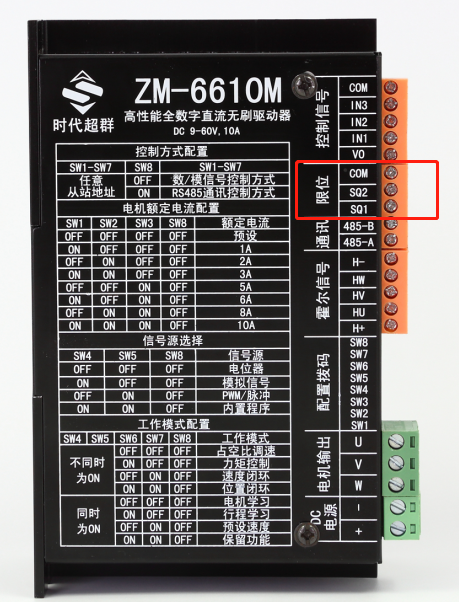 时代超群
ZM-6610M
高性能全数字直流无刷驱动器
DC 9-60V,10A
控制方式配置
SW1-SW7 SW8 SW1-SW7
任意 OFF 数/模信号控制方式
从站地址 ON RS485通讯控制方式
电机额定电流配置
SW1 SW2 SW3 SW8 额定电流
OFF OFF OFF OFF 预设
OFF OFF ON OFF 1A
OFF ON OFF OFF 2A
OFF ON ON OFF 3A
ON OFF OFF OFF 5A
ON OFF ON OFF 6A
ON ON OFF OFF 8A
ON ON ON OFF 10A
信号源选择
SW4 SW5 SW8 信号源
OFF OFF OFF 电位器
ON OFF OFF 模拟信号
OFF ON OFF PWM/脉冲
ON ON OFF 内置程序
工作模式配置
SW4 SW5 SW6 SW7 SW8 工作模式
不同时为ON
OFF OFF OFF 占空比调速
ON OFF OFF 力矩控制
OFF ON OFF 速度闭环
ON ON OFF 位置闭环
同时为ON
OFF OFF OFF 电机学习
ON OFF OFF 行程学习
OFF ON OFF 预设速度
ON ON OFF 保留功能
控制信号
COM
IN3
IN2
IN1
VO
限位
COM
SQ2
SQ1
通讯
485-B
485-A
霍尔信号
H-
HW
HV
HU
H+
配置拨码
SW8
SW7
SW6
SW5
SW4
SW3
SW2
SW1
电机输出
U
V
W
DC电源
-
+